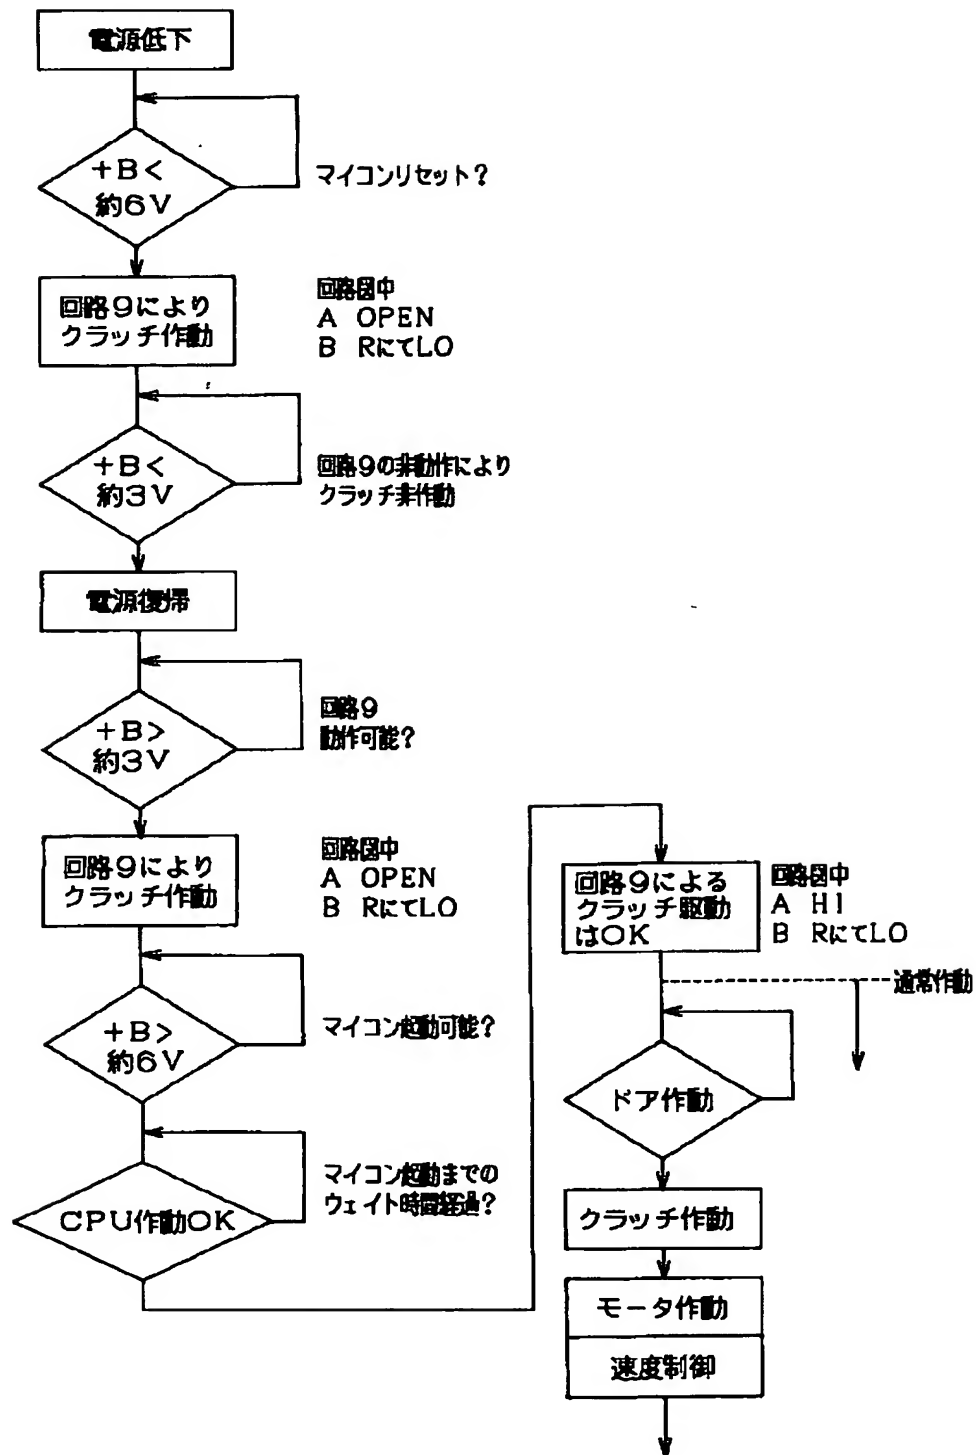 電源低下
+B<
約6V
マイコンリセット?
回路9により
クラッチ作動
回路図中
A OPEN
B RにてLO
+B<
約3V
回路9の非動作により
クラッチ非作動
電源復帰
+B>
約3V
回路9
動作可能?
回路9により
クラッチ作動
回路図中
A OPEN
B RにてLO
+B>
約6V
マイコン起動可能?
CPU作動OK
マイコン起動までの
ウェイト時間経過?
回路9による
クラッチ駆動
はOK
回路図中
A HI
B RにてLO
通常作動
ドア作動
クラッチ作動
モータ作動
速度制御